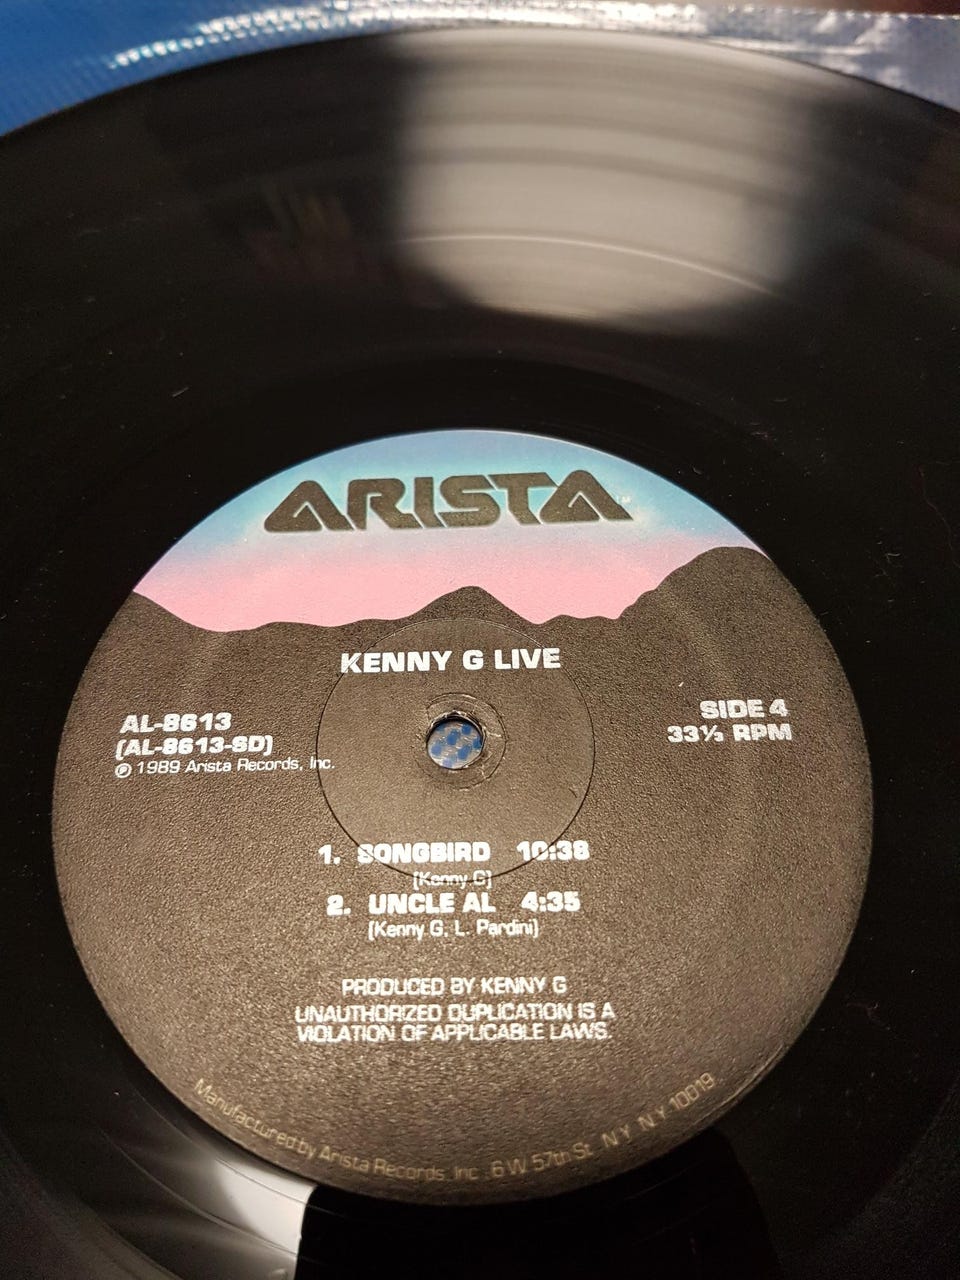 ARISTA™
KENNY G LIVE
AL-8613
(AL-8613-SD)
℗ 1989 Arista Records, Inc.
SIDE 4
33⅓ RPM
1. SONGBIRD 10:38
(Kenny G)
2. UNCLE AL 4:35
(Kenny G, L. Pardini)
PRODUCED BY KENNY G
UNAUTHORIZED DUPLICATION IS A
VIOLATION OF APPLICABLE LAWS.
Manufactured by Arista Records, Inc., 6 W. 57th St. N.Y. N.Y. 10019